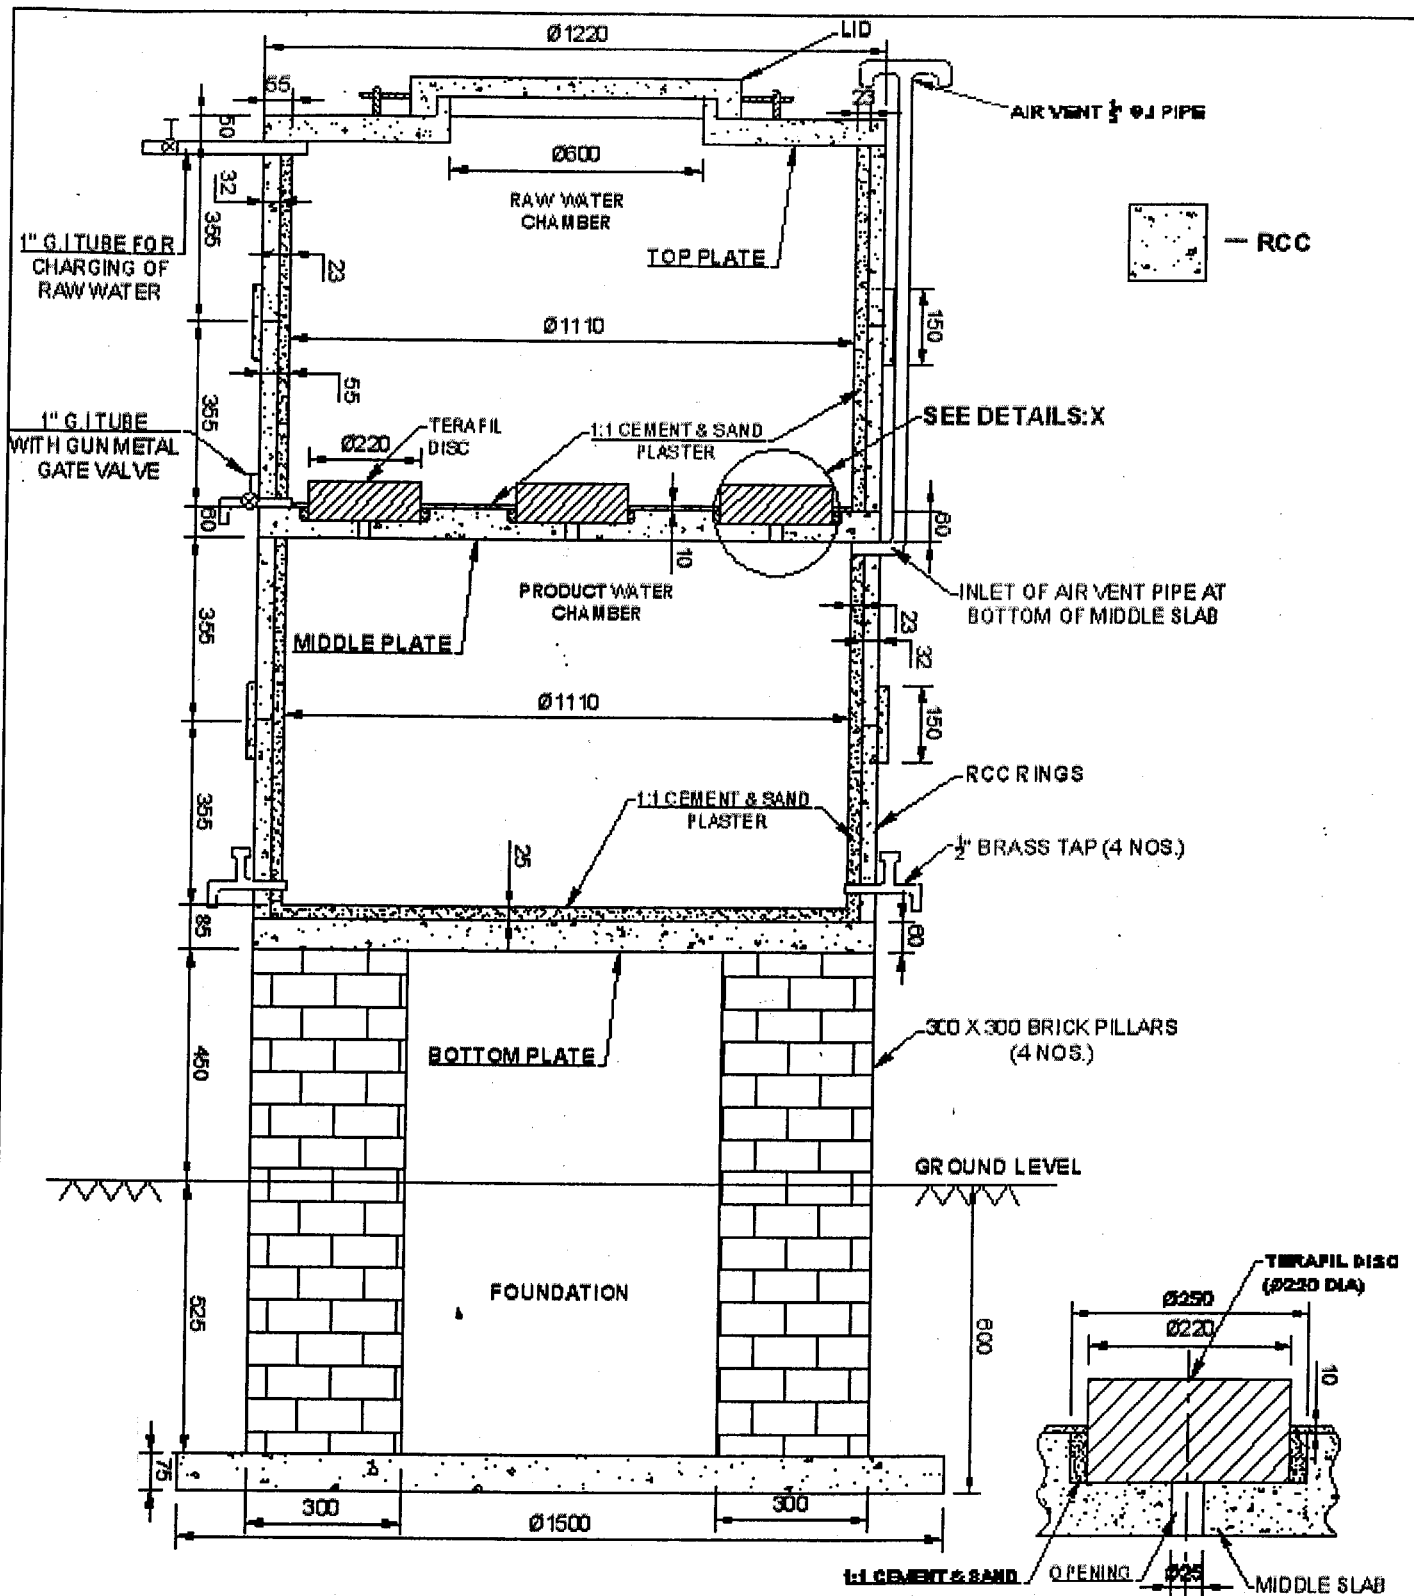 Ø1220
LID
55
23
AIR VENT ½" G.I PIPE
50
Ø600
32
RAW WATER
CHAMBER
355
1" G.I TUBE FOR
CHARGING OF
RAW WATER
TOP PLATE
RCC
23
150
Ø1110
55
355
1" G.I TUBE
WITH GUN METAL
GATE VALVE
TERAFIL
DISC
Ø220
1:1 CEMENT & SAND
PLASTER
SEE DETAILS:X
60
60
10
PRODUCT WATER
CHAMBER
INLET OF AIR VENT PIPE AT
BOTTOM OF MIDDLE SLAB
355
23
32
MIDDLE PLATE
Ø1110
150
RCC RINGS
1:1 CEMENT & SAND
PLASTER
355
25
½" BRASS TAP (4 NOS.)
85
60
300 X 300 BRICK PILLARS
(4 NOS.)
BOTTOM PLATE
450
GROUND LEVEL
FOUNDATION
525
600
75
300
300
Ø1500
TERAFIL DISC
(Ø220 DIA)
Ø250
Ø220
10
1:1 CEMENT & SAND
OPENING
Ø25
MIDDLE SLAB